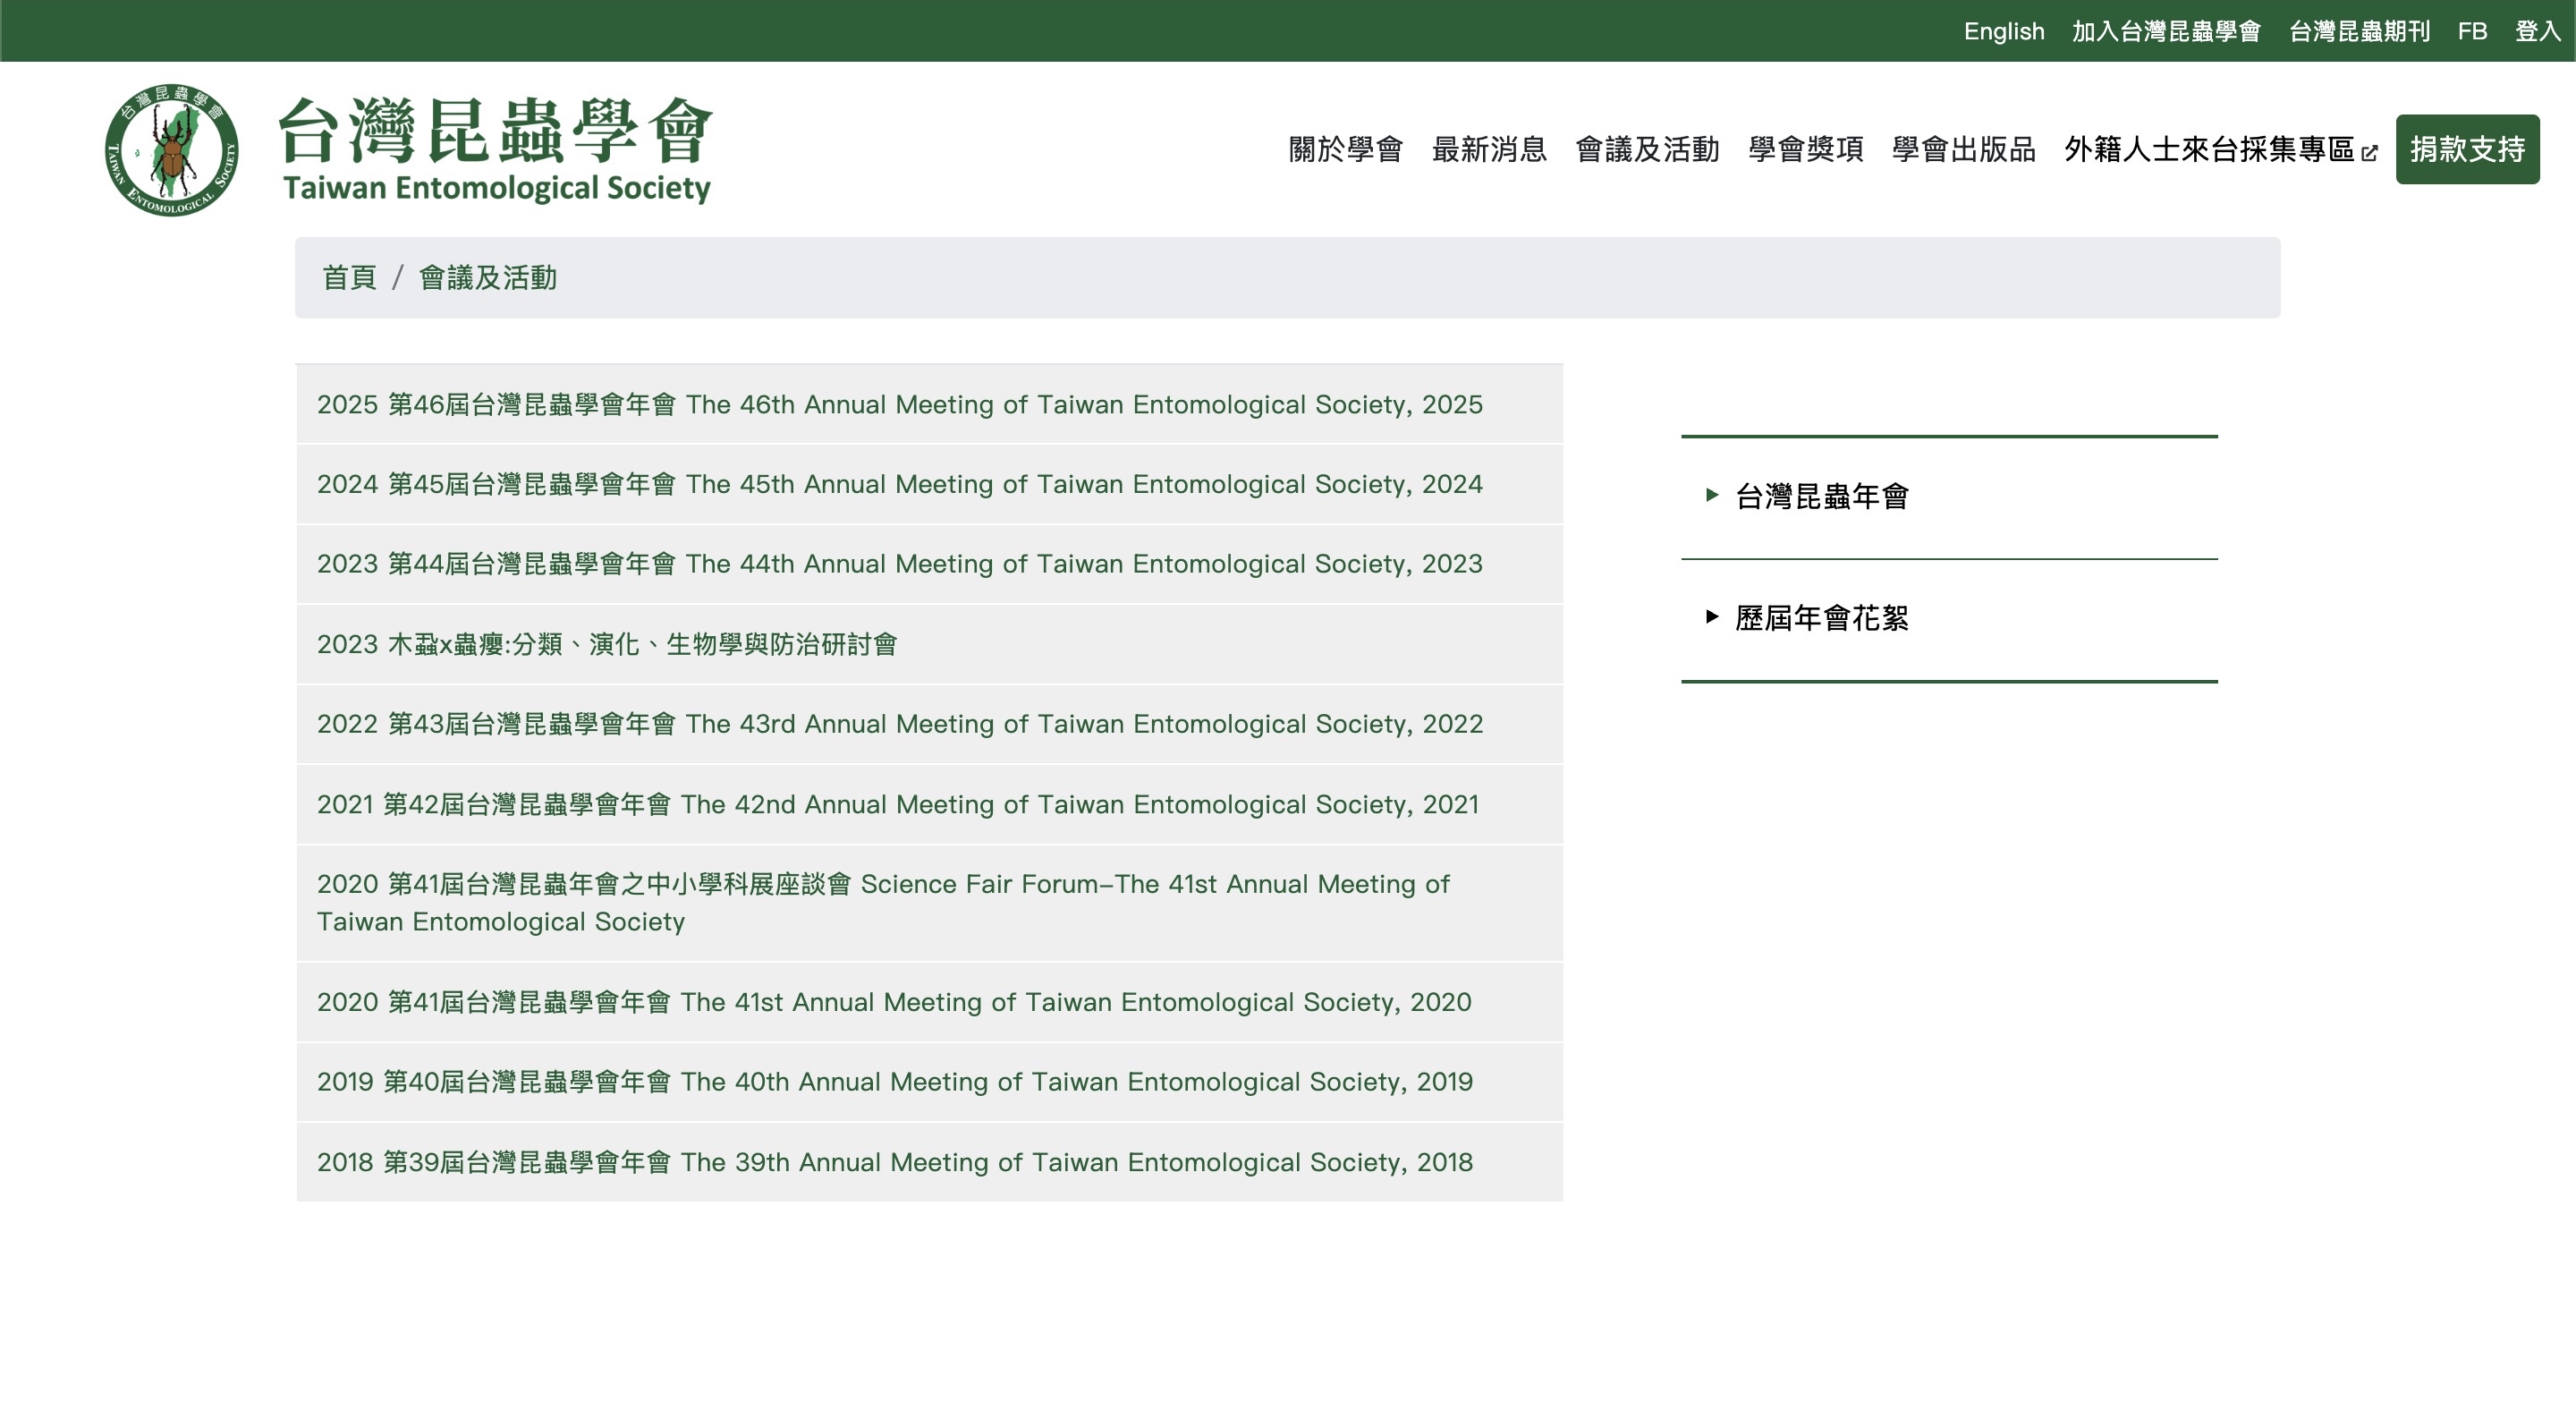 English 加入台灣昆蟲學會 台灣昆蟲期刊 FB 登入
台灣昆蟲學會
TAIWAN ENTOMOLOGICAL SOCIETY
台灣昆蟲學會
Taiwan Entomological Society
關於學會 最新消息 會議及活動 學會獎項 學會出版品 外籍人士來台採集專區 捐款支持
首頁 / 會議及活動
2025 第46屆台灣昆蟲學會年會 The 46th Annual Meeting of Taiwan Entomological Society, 2025
2024 第45屆台灣昆蟲學會年會 The 45th Annual Meeting of Taiwan Entomological Society, 2024
2023 第44屆台灣昆蟲學會年會 The 44th Annual Meeting of Taiwan Entomological Society, 2023
2023 木蝨x蟲癭:分類、演化、生物學與防治研討會
2022 第43屆台灣昆蟲學會年會 The 43rd Annual Meeting of Taiwan Entomological Society, 2022
2021 第42屆台灣昆蟲學會年會 The 42nd Annual Meeting of Taiwan Entomological Society, 2021
2020 第41屆台灣昆蟲年會之中小學科展座談會 Science Fair Forum–The 41st Annual Meeting of
Taiwan Entomological Society
2020 第41屆台灣昆蟲學會年會 The 41st Annual Meeting of Taiwan Entomological Society, 2020
2019 第40屆台灣昆蟲學會年會 The 40th Annual Meeting of Taiwan Entomological Society, 2019
2018 第39屆台灣昆蟲學會年會 The 39th Annual Meeting of Taiwan Entomological Society, 2018
台灣昆蟲年會
歷屆年會花絮